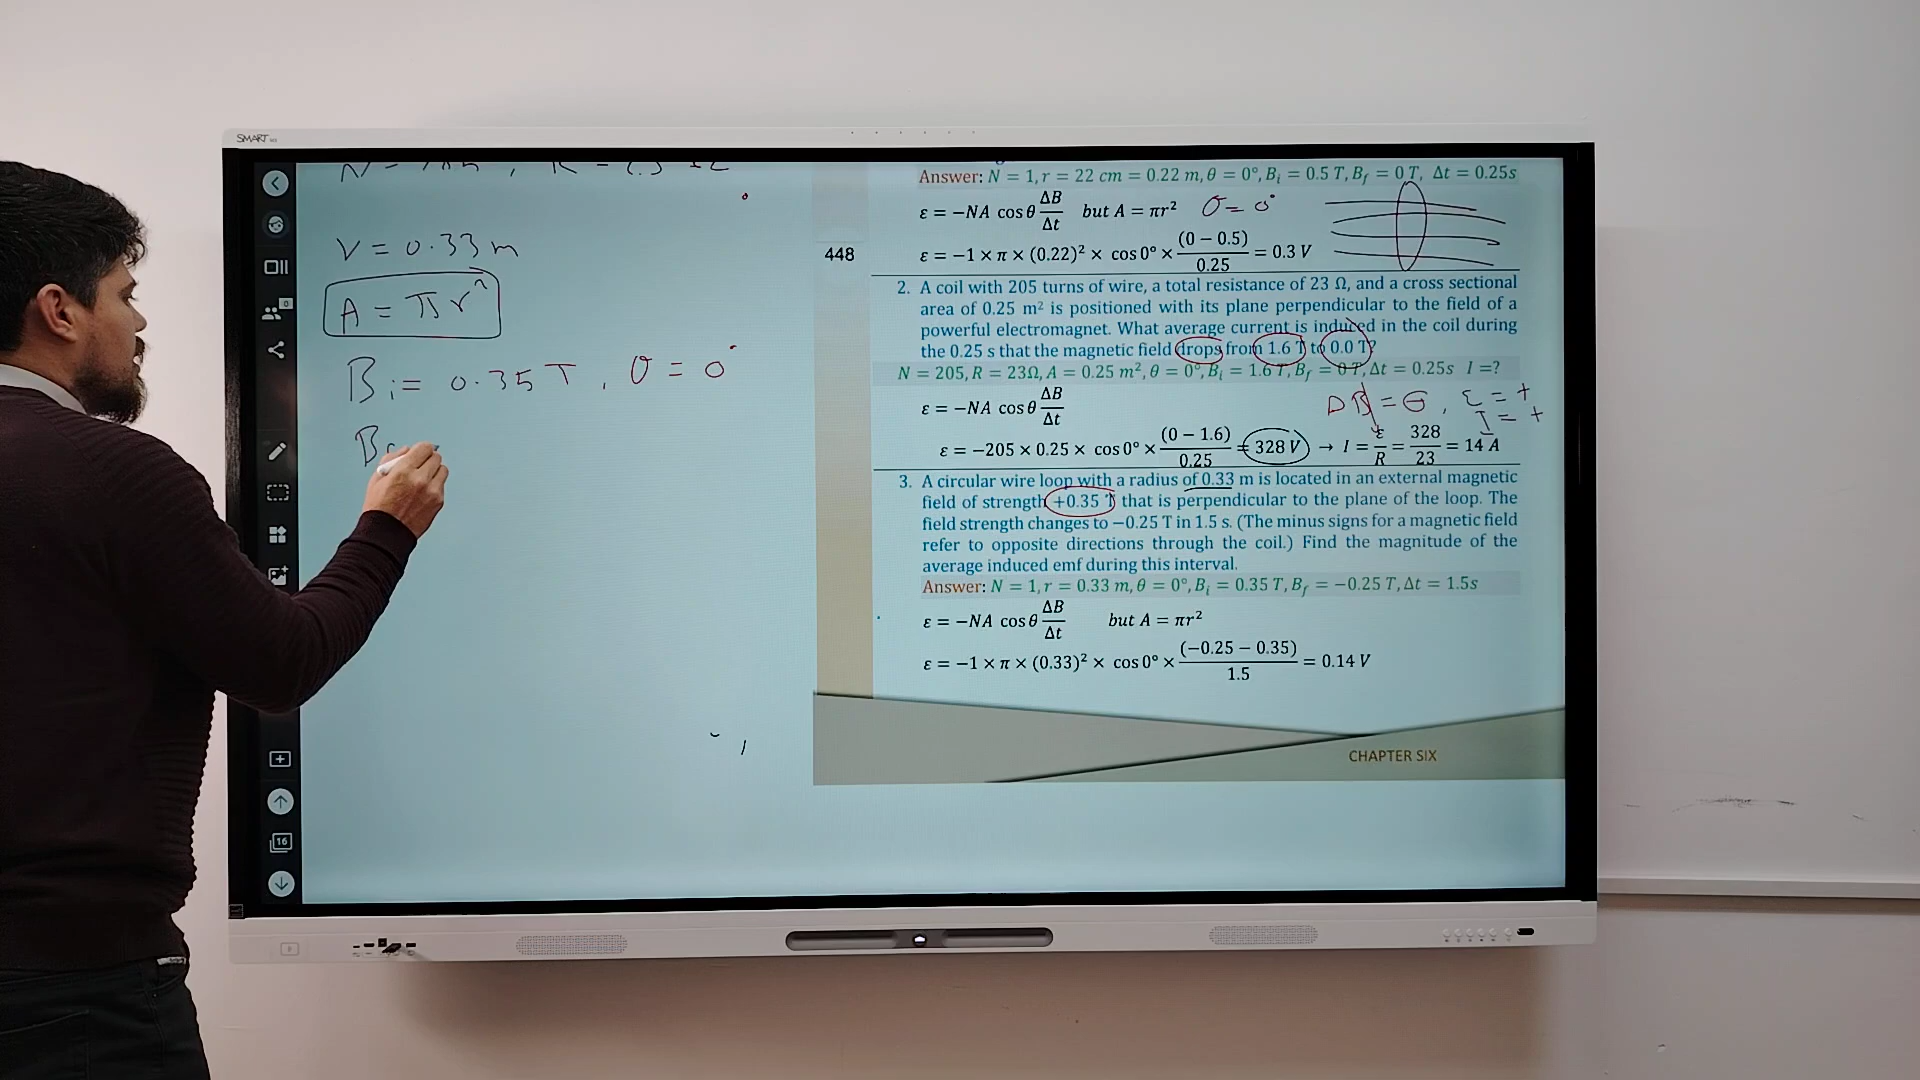 SMART
V = 0.33 m
A = πr²
Bᵢ = 0.35 T , θ = 0°
B
0
16
448
Answer: N = 1, r = 22 cm = 0.22 m, θ = 0°, Bᵢ = 0.5 T, B_f = 0 T, Δt = 0.25s
ε = −NA cos θ ΔB/Δt but A = πr² θ = 0°
ε = −1 × π × (0.22)² × cos 0° × (0 − 0.5)/0.25 = 0.3 V
2. A coil with 205 turns of wire, a total resistance of 23 Ω, and a cross sectional
area of 0.25 m² is positioned with its plane perpendicular to the field of a
powerful electromagnet. What average current is induced in the coil during
the 0.25 s that the magnetic field drops from 1.6 T to 0.0 T?
N = 205, R = 23Ω, A = 0.25 m², θ = 0°, Bᵢ = 1.6 T, B_f = 0 T, Δt = 0.25s I =?
ε = −NA cos θ ΔB/Δt
ΔB = ⊖ , ε = +
I = +
ε = −205 × 0.25 × cos 0° × (0 − 1.6)/0.25 = 328 V → I = ε/R = 328/23 = 14 A
3. A circular wire loop with a radius of 0.33 m is located in an external magnetic
field of strength +0.35 T that is perpendicular to the plane of the loop. The
field strength changes to −0.25 T in 1.5 s. (The minus signs for a magnetic field
refer to opposite directions through the coil.) Find the magnitude of the
average induced emf during this interval.
Answer: N = 1, r = 0.33 m, θ = 0°, Bᵢ = 0.35 T, B_f = −0.25 T, Δt = 1.5s
ε = −NA cos θ ΔB/Δt but A = πr²
ε = −1 × π × (0.33)² × cos 0° × (−0.25 − 0.35)/1.5 = 0.14 V
CHAPTER SIX